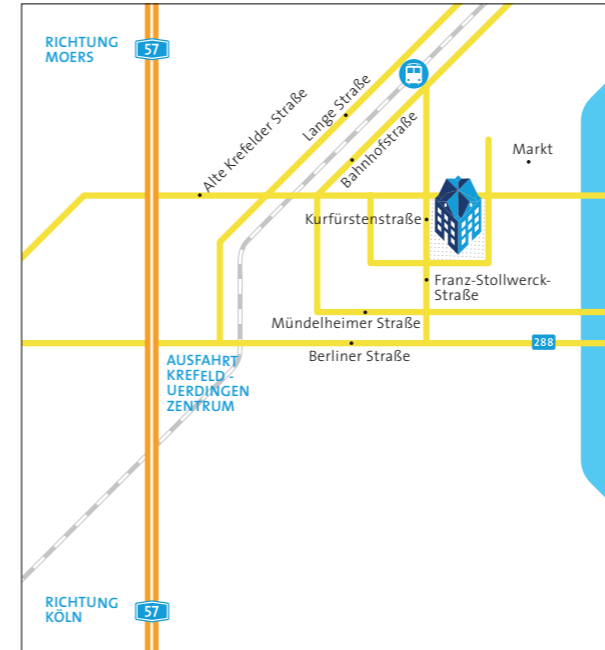 RICHTUNG
MOERS
57
Alte Krefelder Straße
Lange Straße
Bahnhofstraße
Markt
Kurfürstenstraße
Franz-Stollwerck-
Straße
Mündelheimer Straße
Berliner Straße
288
AUSFAHRT
KREFELD -
UERDINGEN
ZENTRUM
RICHTUNG
KÖLN
57